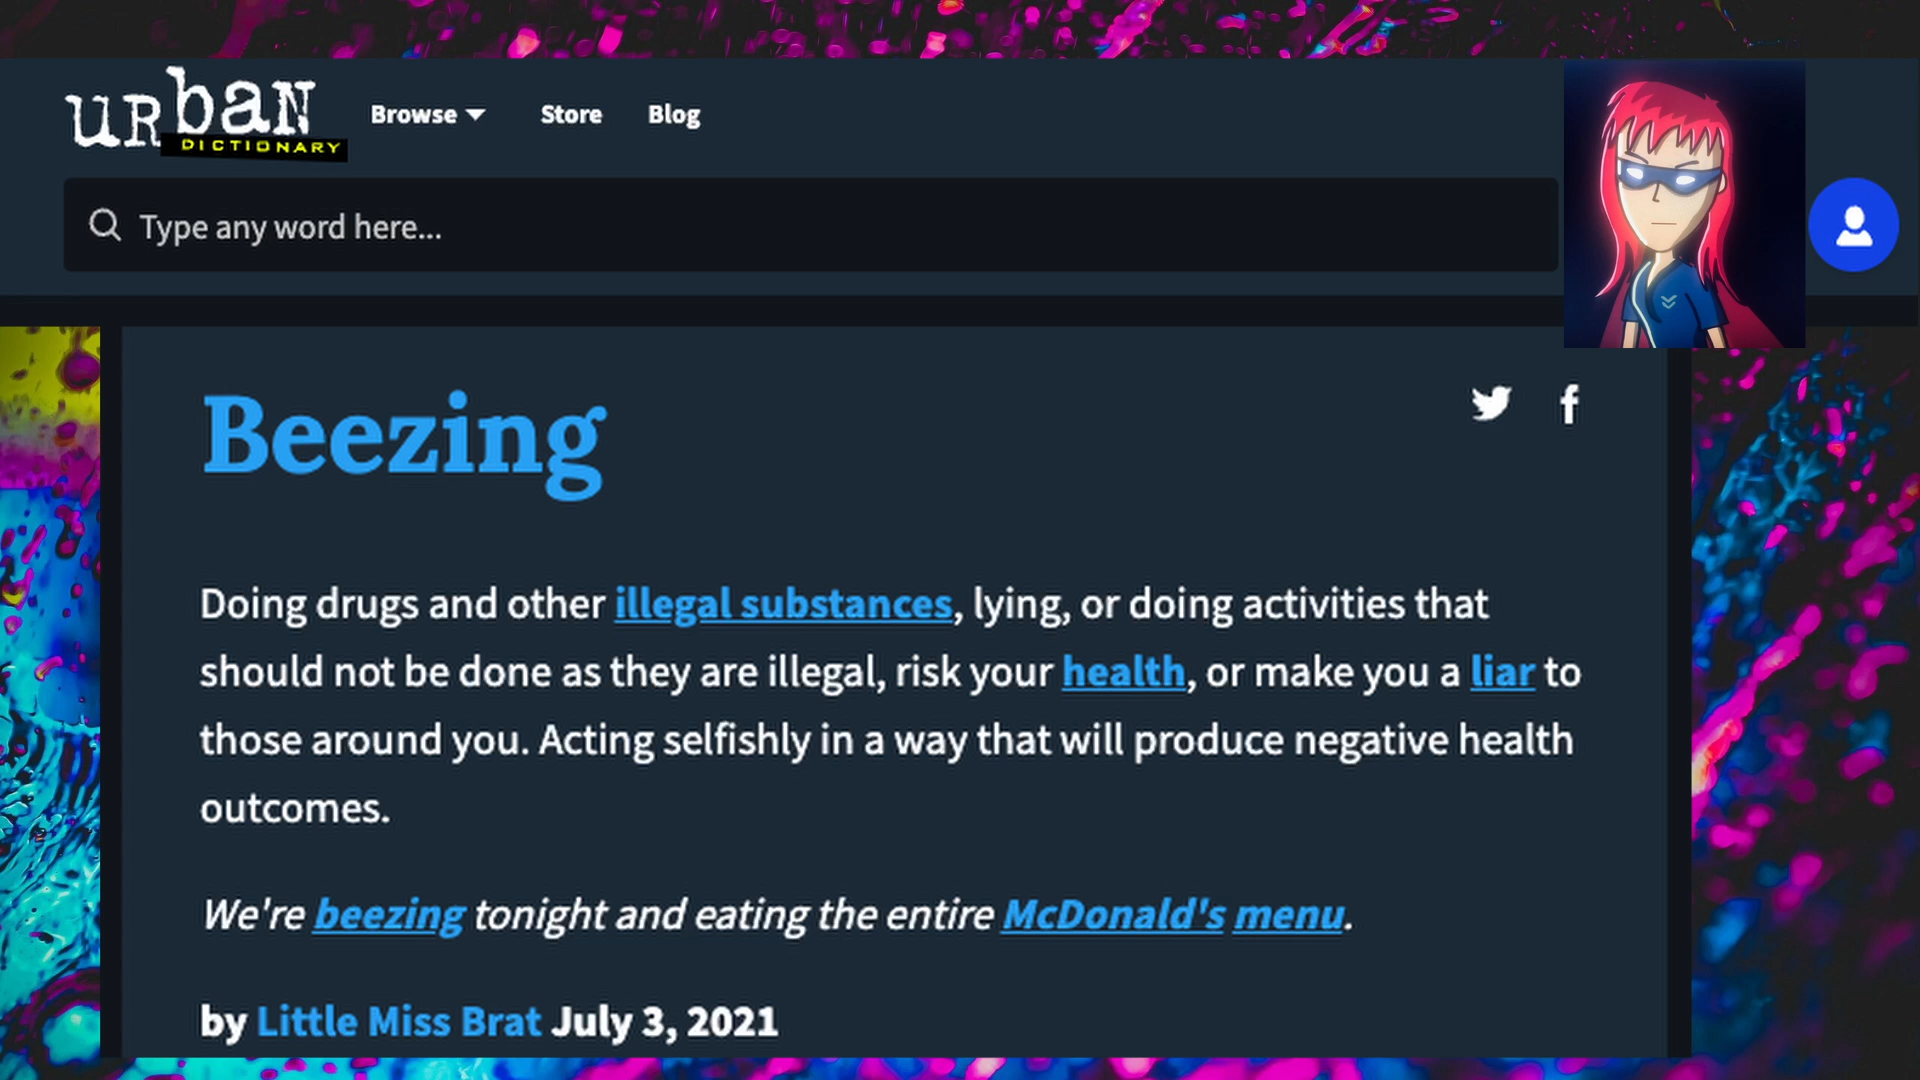 urban
DICTIONARY
Browse Store Blog
Type any word here...
Beezing
Doing drugs and other illegal substances, lying, or doing activities that
should not be done as they are illegal, risk your health, or make you a liar to
those around you. Acting selfishly in a way that will produce negative health
outcomes.
We're beezing tonight and eating the entire McDonald's menu.
by Little Miss Brat July 3, 2021